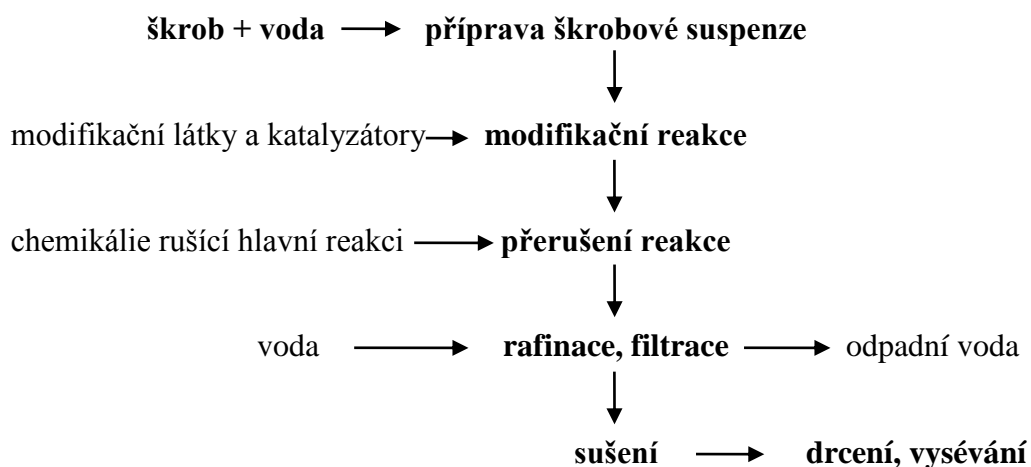 škrob + voda příprava škrobové suspenze
modifikační látky a katalyzátory modifikační reakce
chemikálie rušící hlavní reakci přerušení reakce
voda rafinace, filtrace odpadní voda
sušení drcení, vysévání